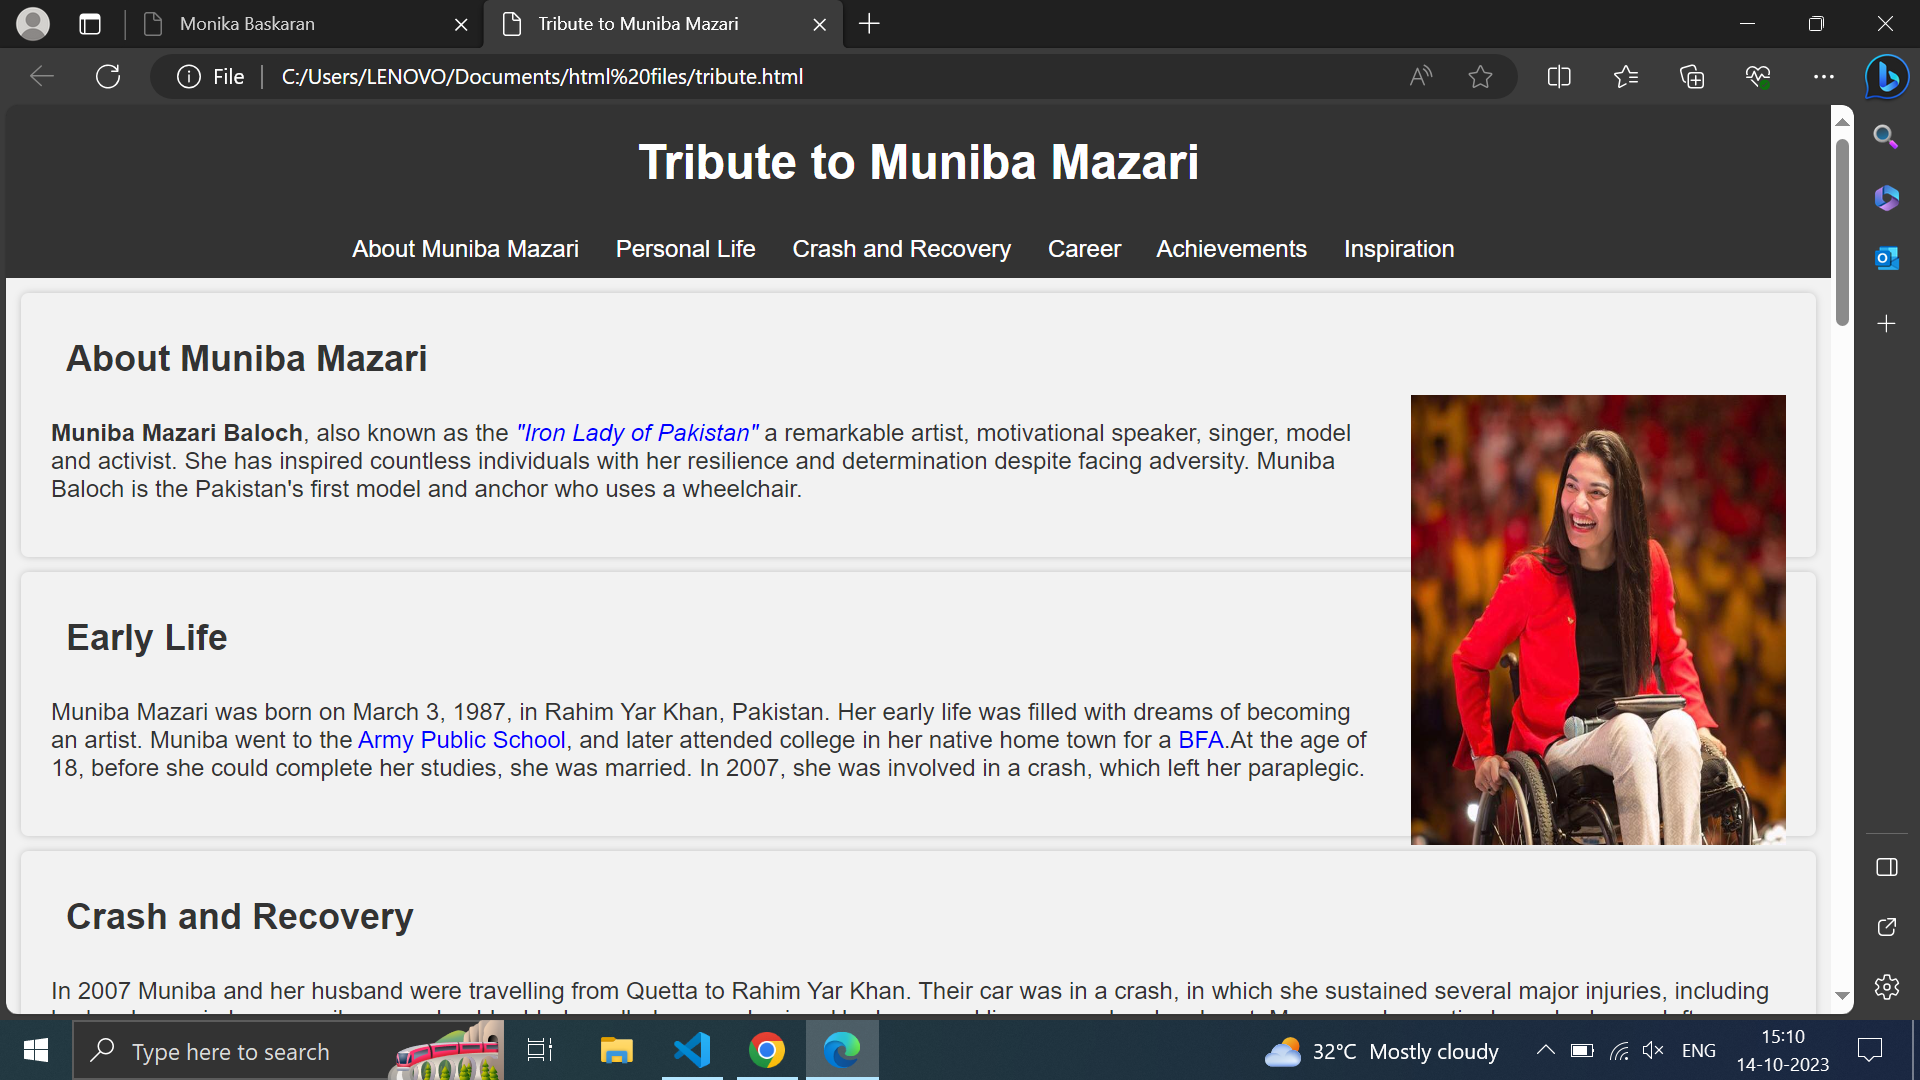 Monika Baskaran
Tribute to Muniba Mazari
File
C:/Users/LENOVO/Documents/html%20files/tribute.html
Tribute to Muniba Mazari
About Muniba Mazari Personal Life Crash and Recovery Career Achievements Inspiration
About Muniba Mazari
Muniba Mazari Baloch, also known as the "Iron Lady of Pakistan" a remarkable artist, motivational speaker, singer, model
and activist. She has inspired countless individuals with her resilience and determination despite facing adversity. Muniba
Baloch is the Pakistan's first model and anchor who uses a wheelchair.
Early Life
Muniba Mazari was born on March 3, 1987, in Rahim Yar Khan, Pakistan. Her early life was filled with dreams of becoming
an artist. Muniba went to the Army Public School, and later attended college in her native home town for a BFA.At the age of
18, before she could complete her studies, she was married. In 2007, she was involved in a crash, which left her paraplegic.
Crash and Recovery
In 2007 Muniba and her husband were travelling from Quetta to Rahim Yar Khan. Their car was in a crash, in which she sustained several major injuries, including
Type here to search
32°C Mostly cloudy
ENG
15:10
14-10-2023